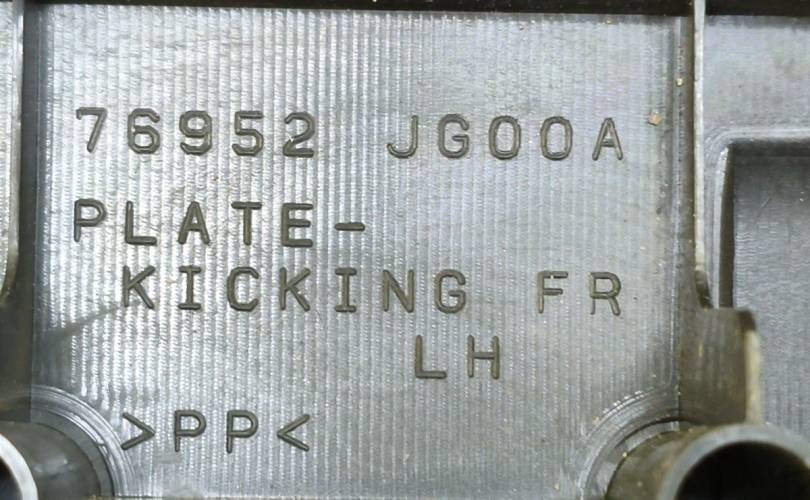 76952 JG00A
PLATE-
KICKING FR
LH
>PP<